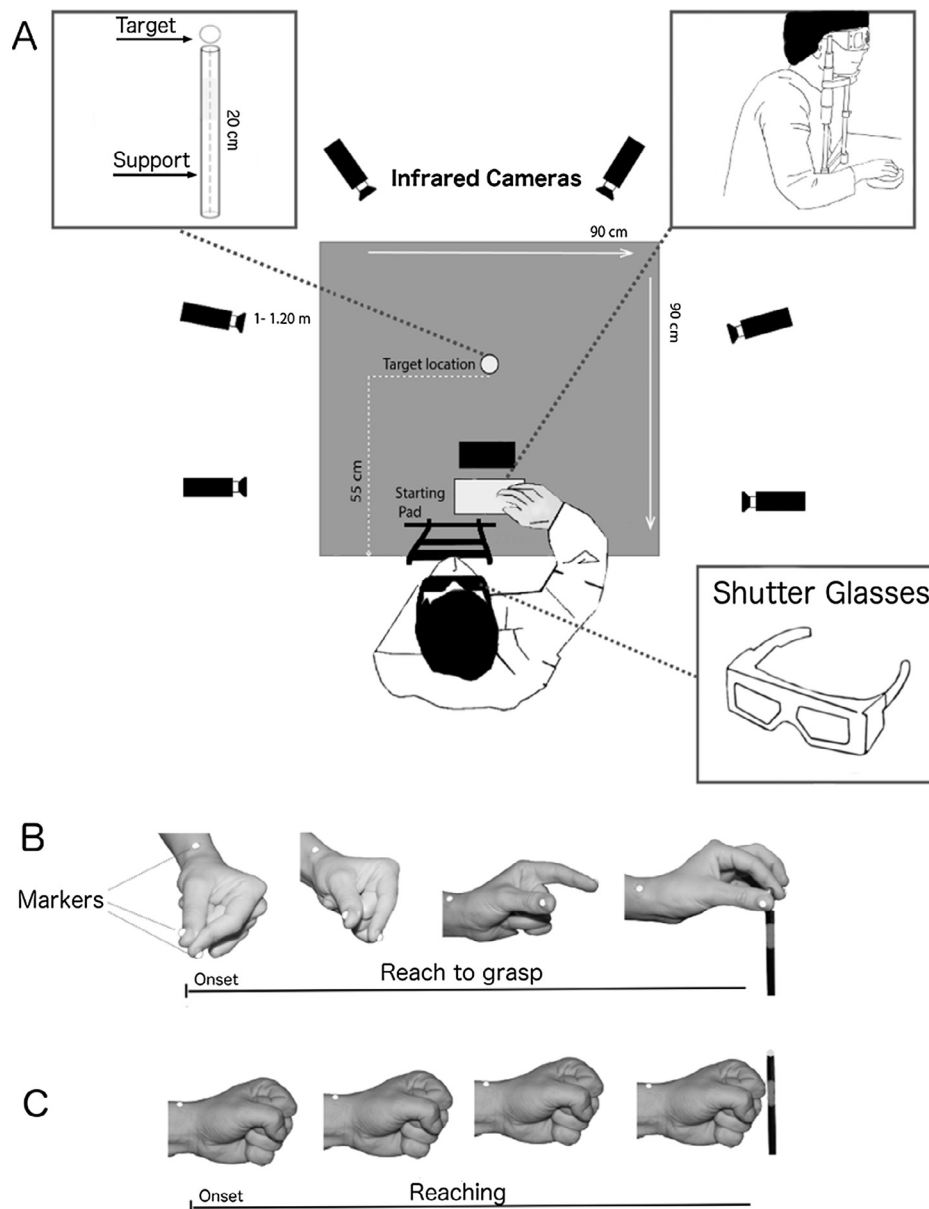 A
Target
20 cm
Support
Infrared Cameras
90 cm
90 cm
1- 1.20 m
Target location
55 cm
Starting
Pad
Shutter Glasses
B
Markers
Onset
Reach to grasp
C
Onset
Reaching